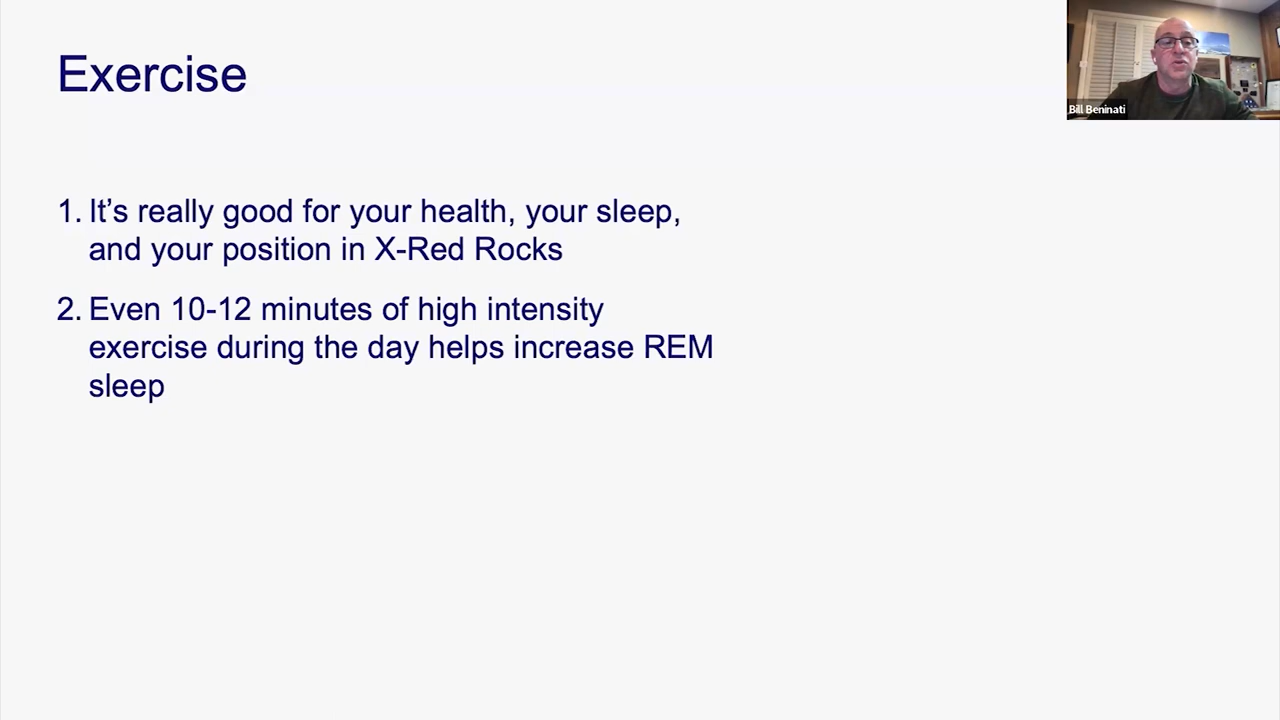 Exercise
Bill Beninati
1. It’s really good for your health, your sleep,
and your position in X-Red Rocks
2. Even 10-12 minutes of high intensity
exercise during the day helps increase REM
sleep